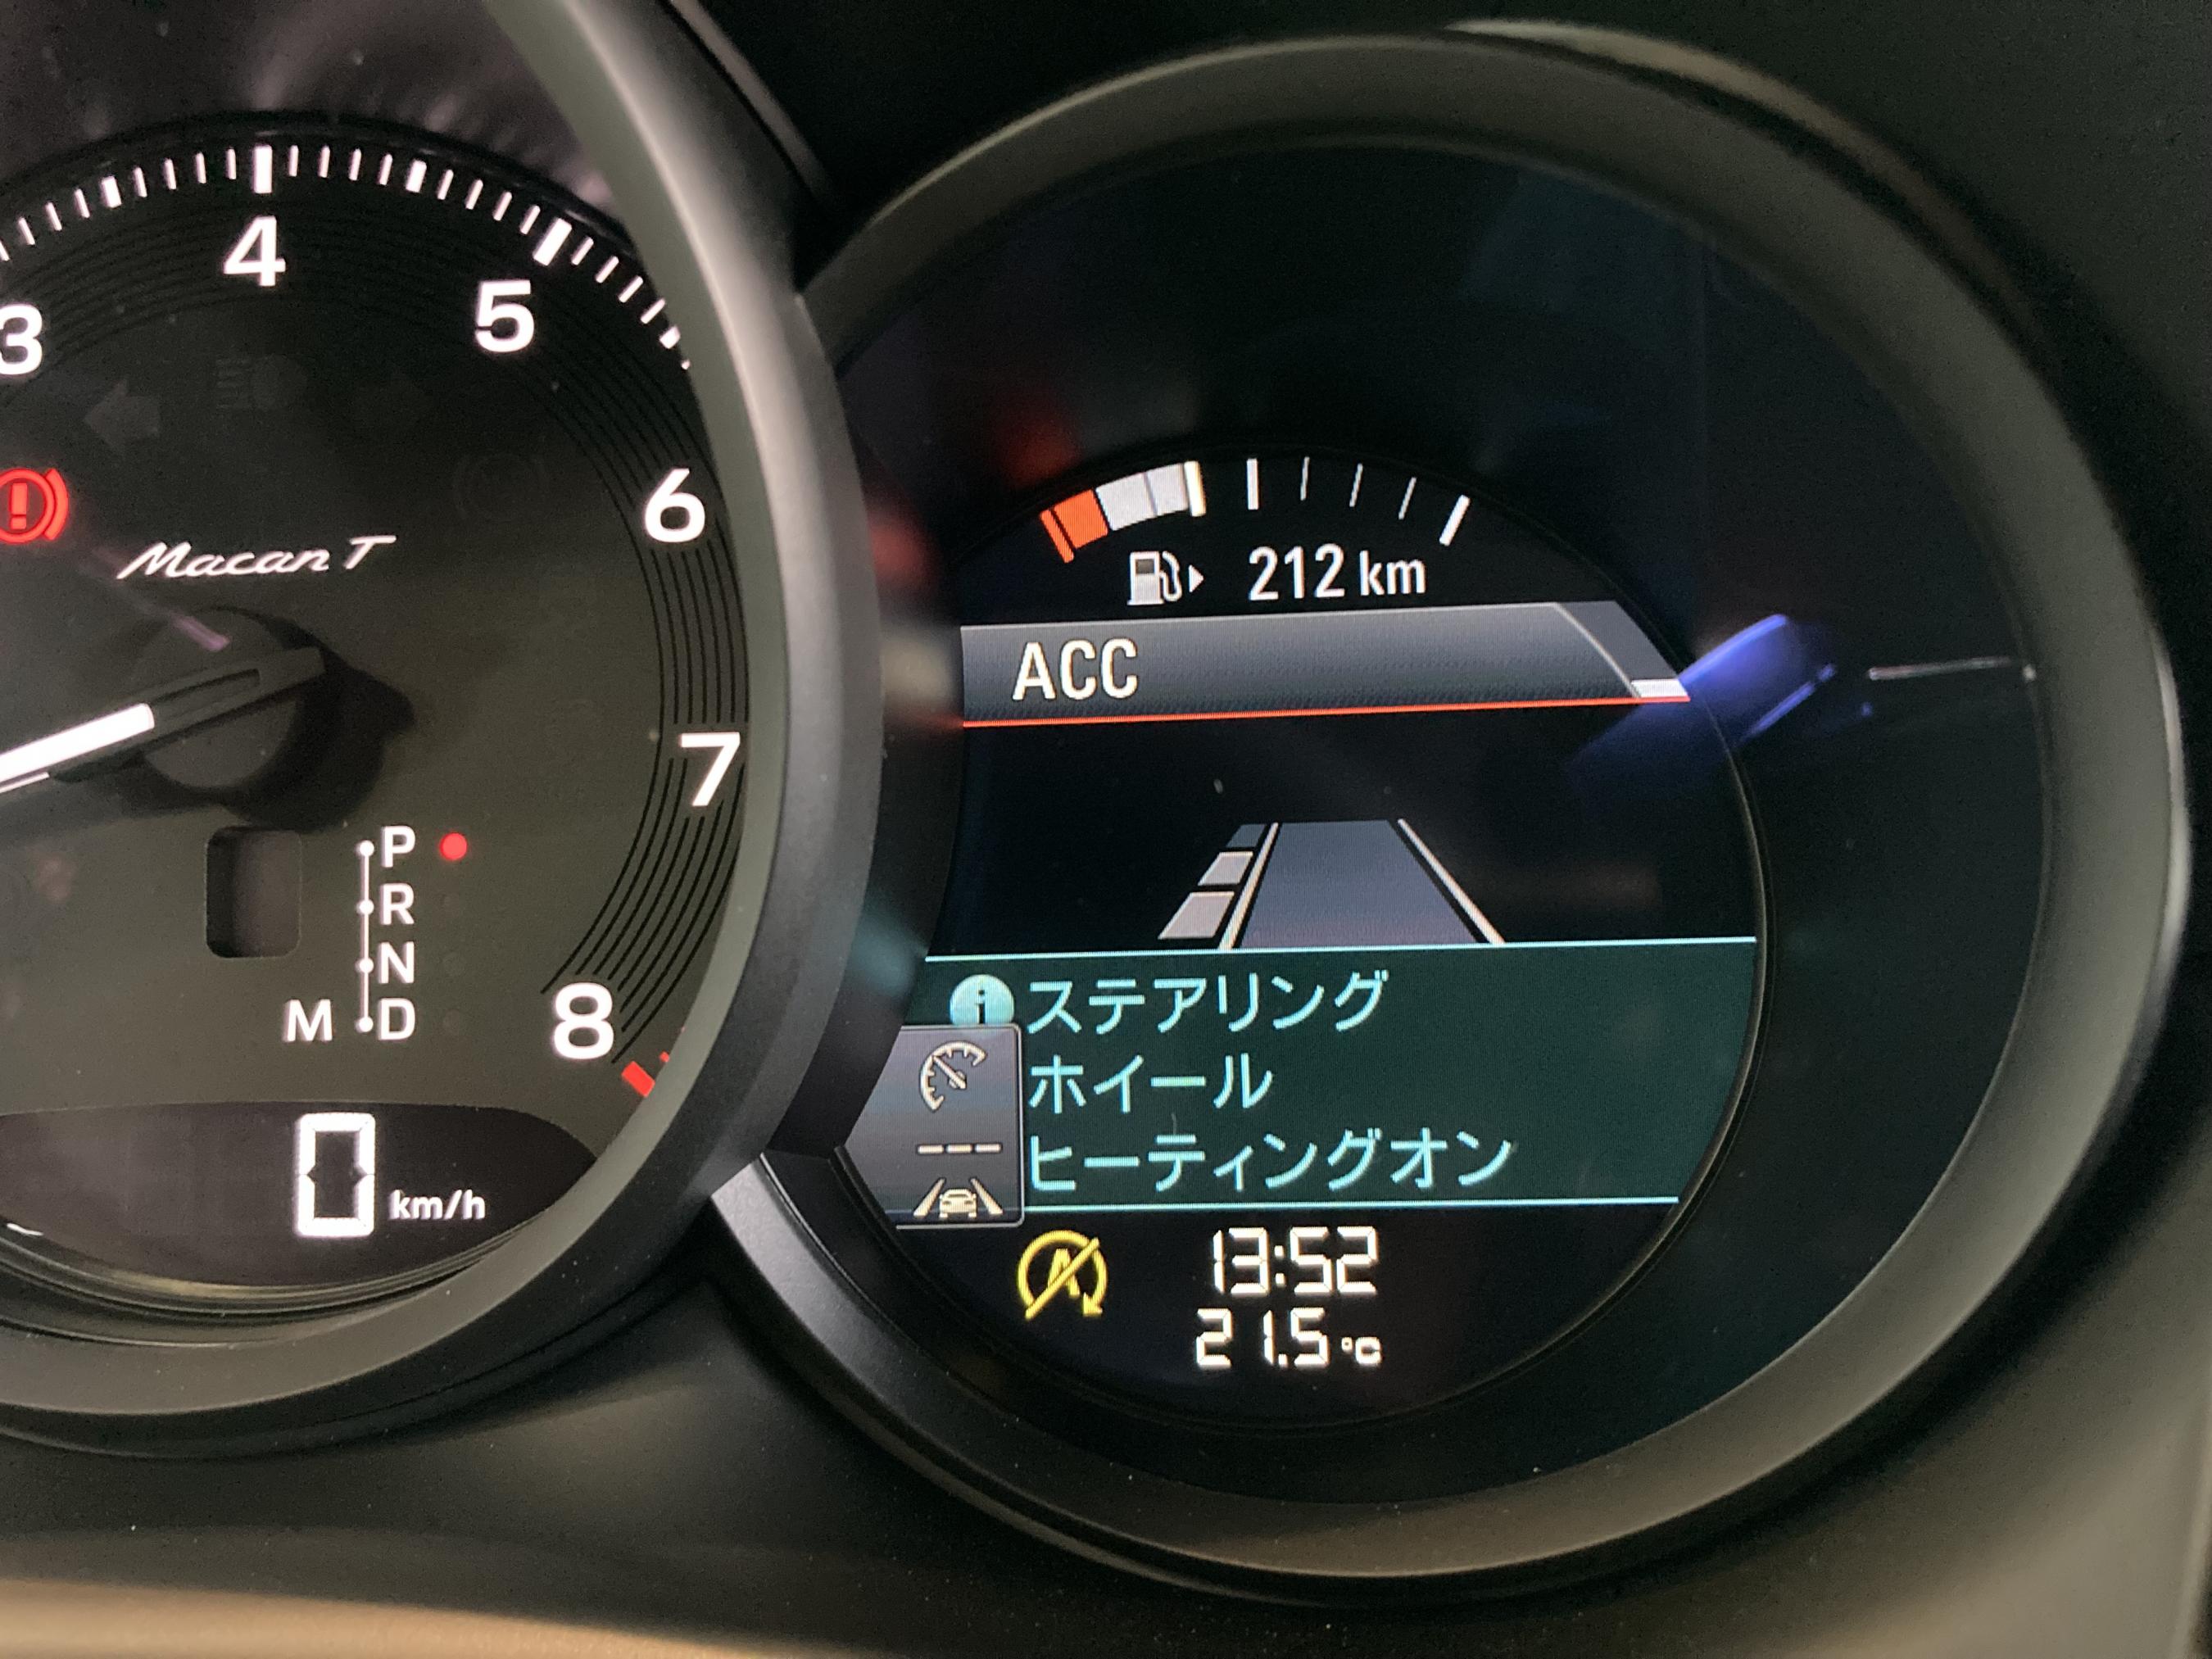 3
4
5
6
7
8
Macan T
P
R
N
M D
0 km/h
212 km
ACC
i ステアリング
ホイール
ヒーティングオン
---
A
13:52
21.5 °C